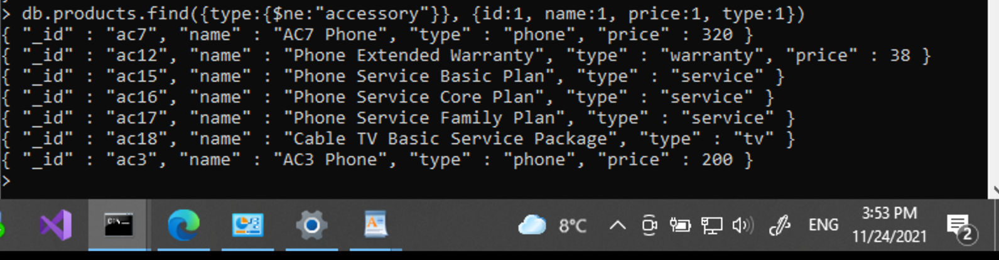 > db.products.find({type:{$ne:"accessory"}}, {id:1, name:1, price:1, type:1})
{ "_id" : "ac7", "name" : "AC7 Phone", "type" : "phone", "price" : 320 }
{ "_id" : "ac12", "name" : "Phone Extended Warranty", "type" : "warranty", "price" : 38 }
{ "_id" : "ac15", "name" : "Phone Service Basic Plan", "type" : "service" }
{ "_id" : "ac16", "name" : "Phone Service Core Plan", "type" : "service" }
{ "_id" : "ac17", "name" : "Phone Service Family Plan", "type" : "service" }
{ "_id" : "ac18", "name" : "Cable TV Basic Service Package", "type" : "tv" }
{ "_id" : "ac3", "name" : "AC3 Phone", "type" : "phone", "price" : 200 }
>
8°C
ENG
3:53 PM
11/24/2021
2